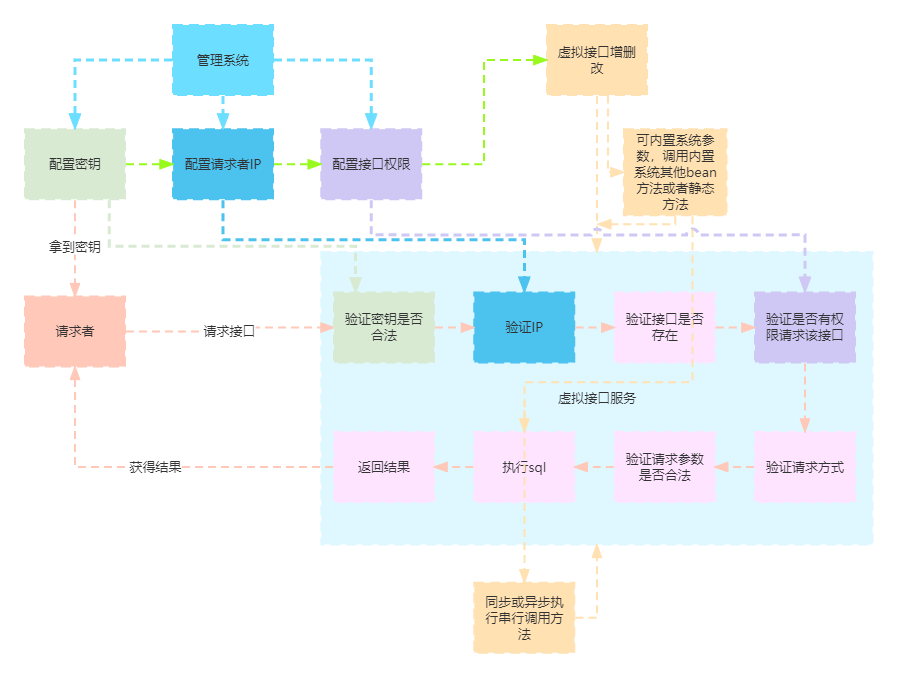 管理系统
虚拟接口增删
改
配置密钥
配置请求者IP
配置接口权限
可内置系统参
数，调用内置
系统其他bean
方法或者静态
方法
拿到密钥
请求者
请求接口
验证密钥是否
合法
验证IP
验证接口是否
存在
验证是否有权
限请求该接口
虚拟接口服务
获得结果
返回结果
执行sql
验证请求参数
是否合法
验证请求方式
同步或异步执
行串行调用方
法